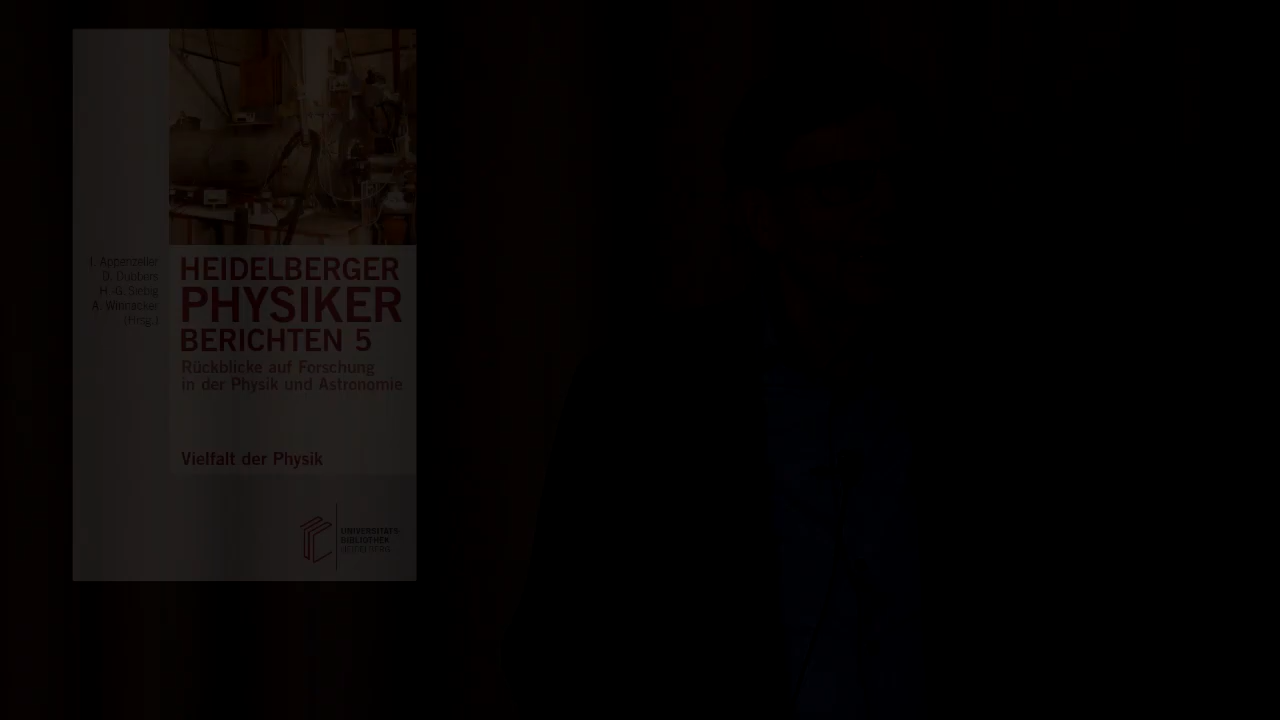 I. Appenzeller
D. Dubbers
H.-G. Siebig
A. Winnacker
(Hrsg.)
HEIDELBERGER
PHYSIKER
BERICHTEN 5
Rückblicke auf Forschung
in der Physik und Astronomie
Vielfalt der Physik
UNIVERSITÄTS-
BIBLIOTHEK
HEIDELBERG